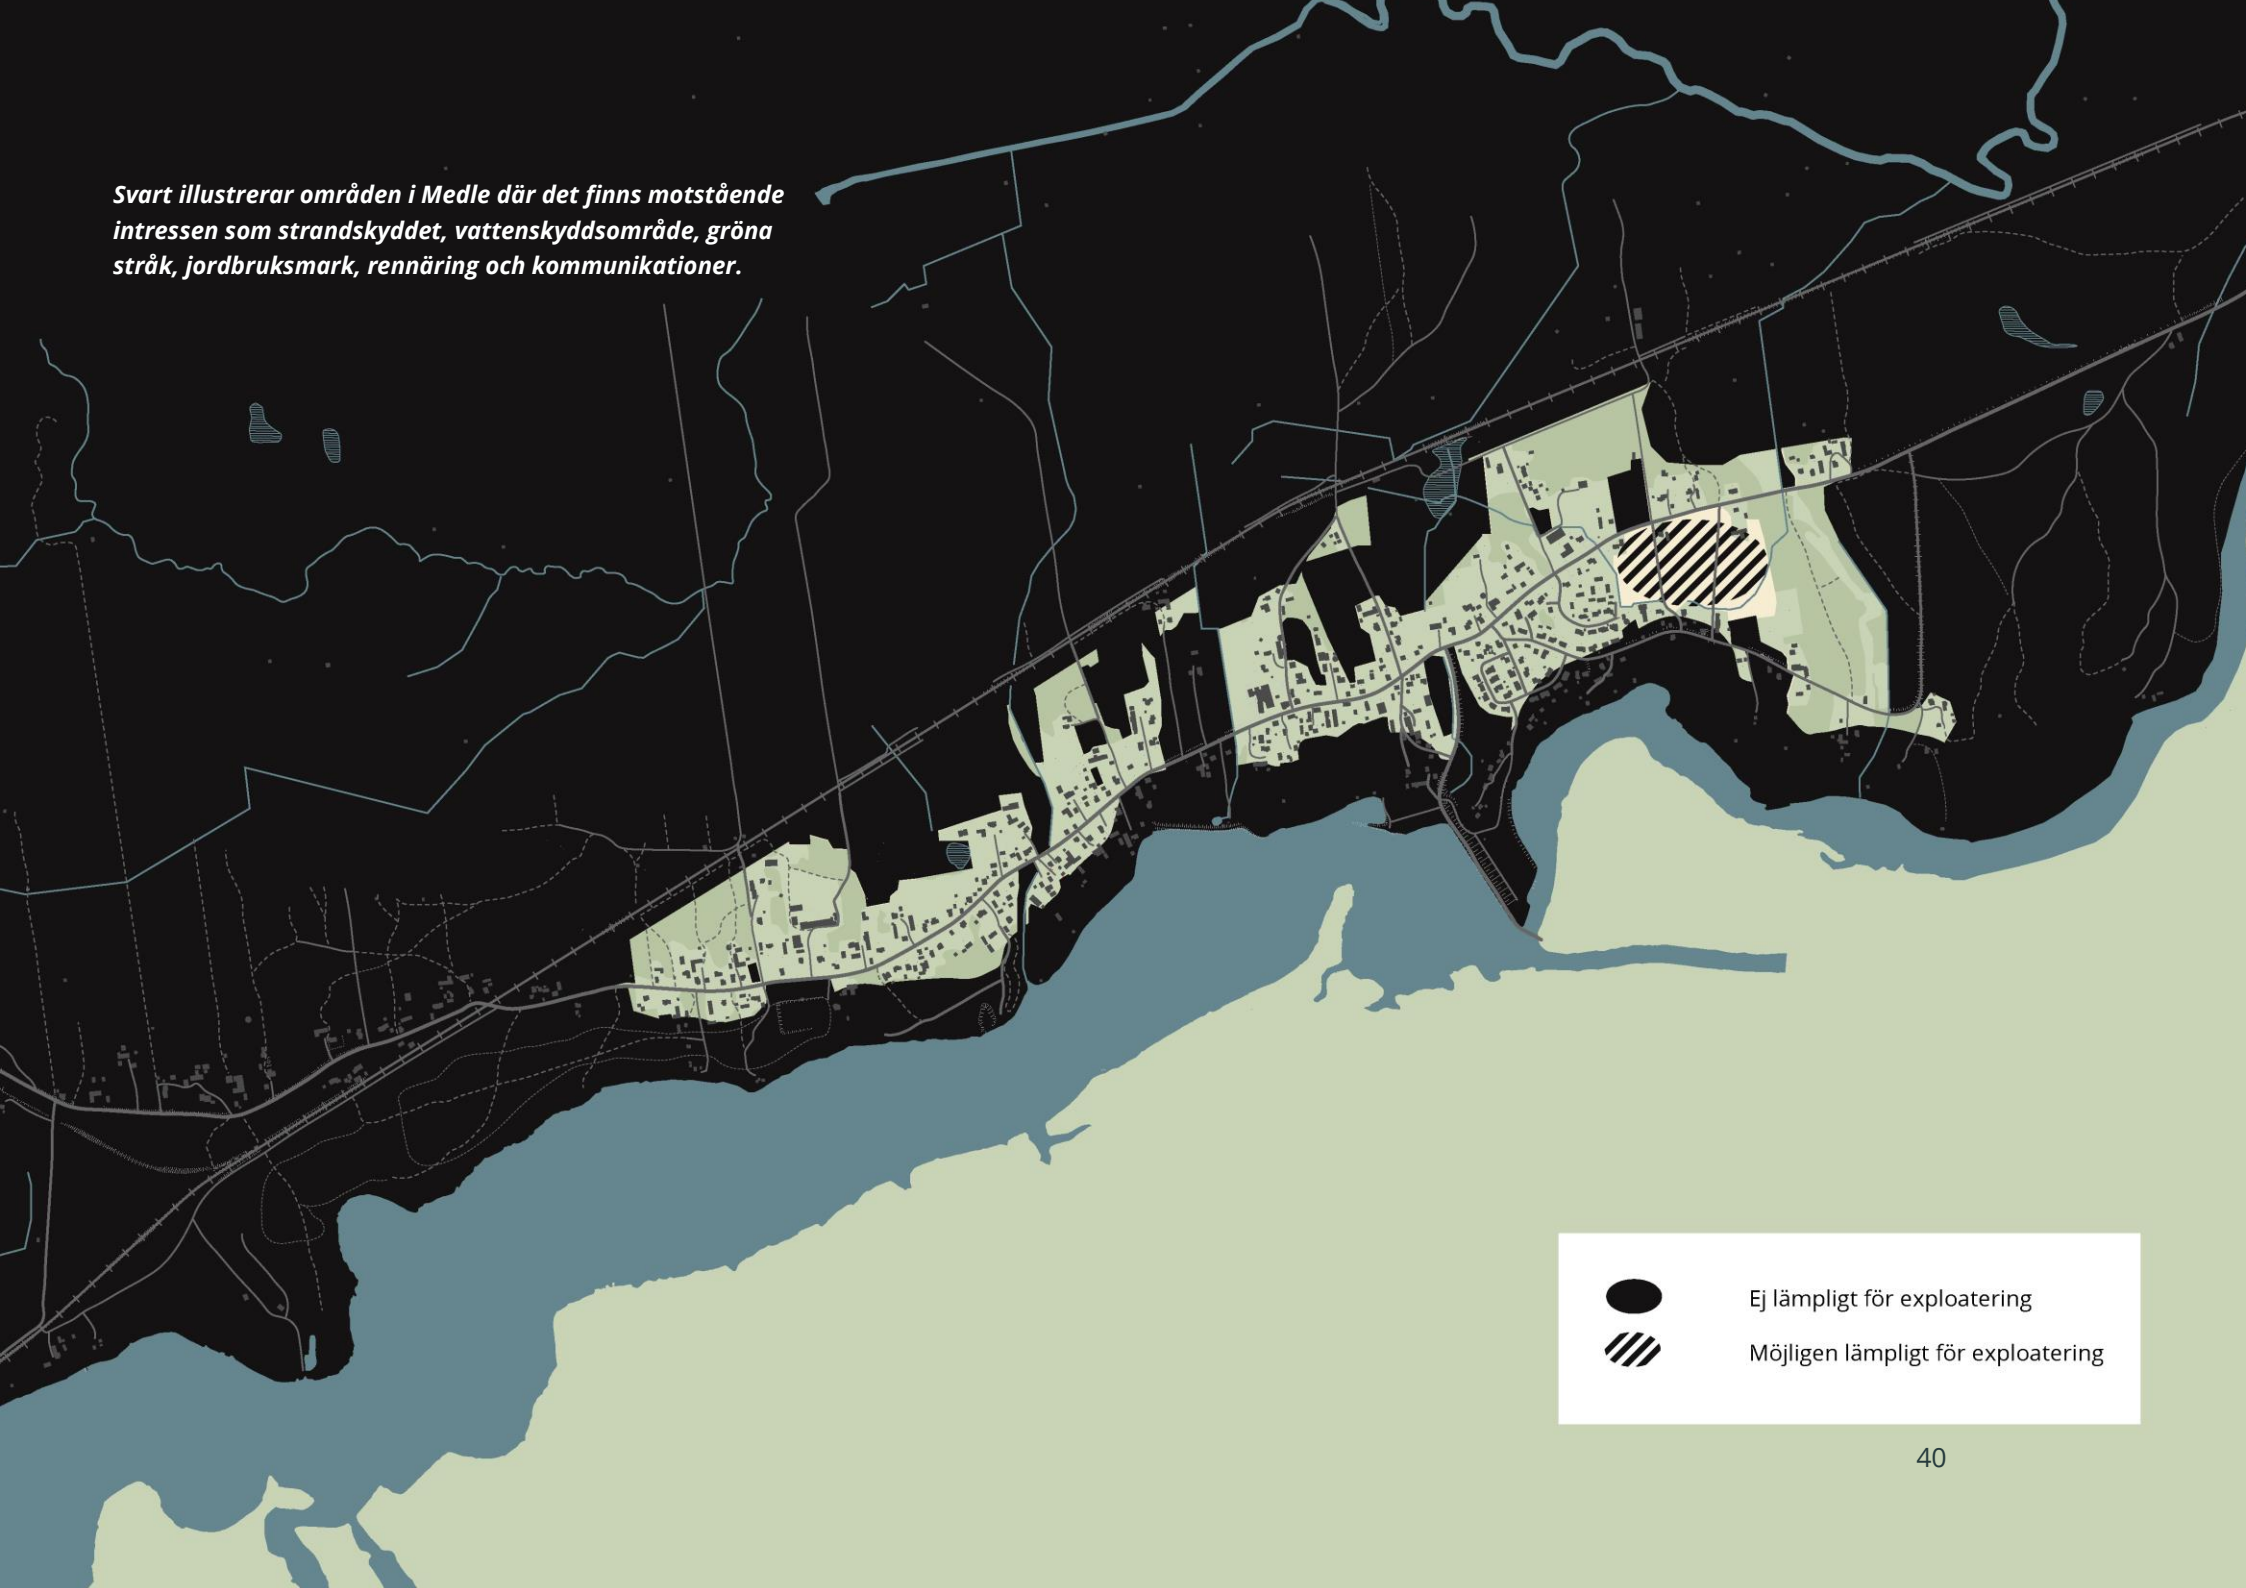 Svart illustrerar områden i Medle där det finns motstående
intressen som strandskyddet, vattenskyddsområde, gröna
stråk, jordbruksmark, rennäring och kommunikationer.
Ej lämpligt för exploatering
Möjligen lämpligt för exploatering
40